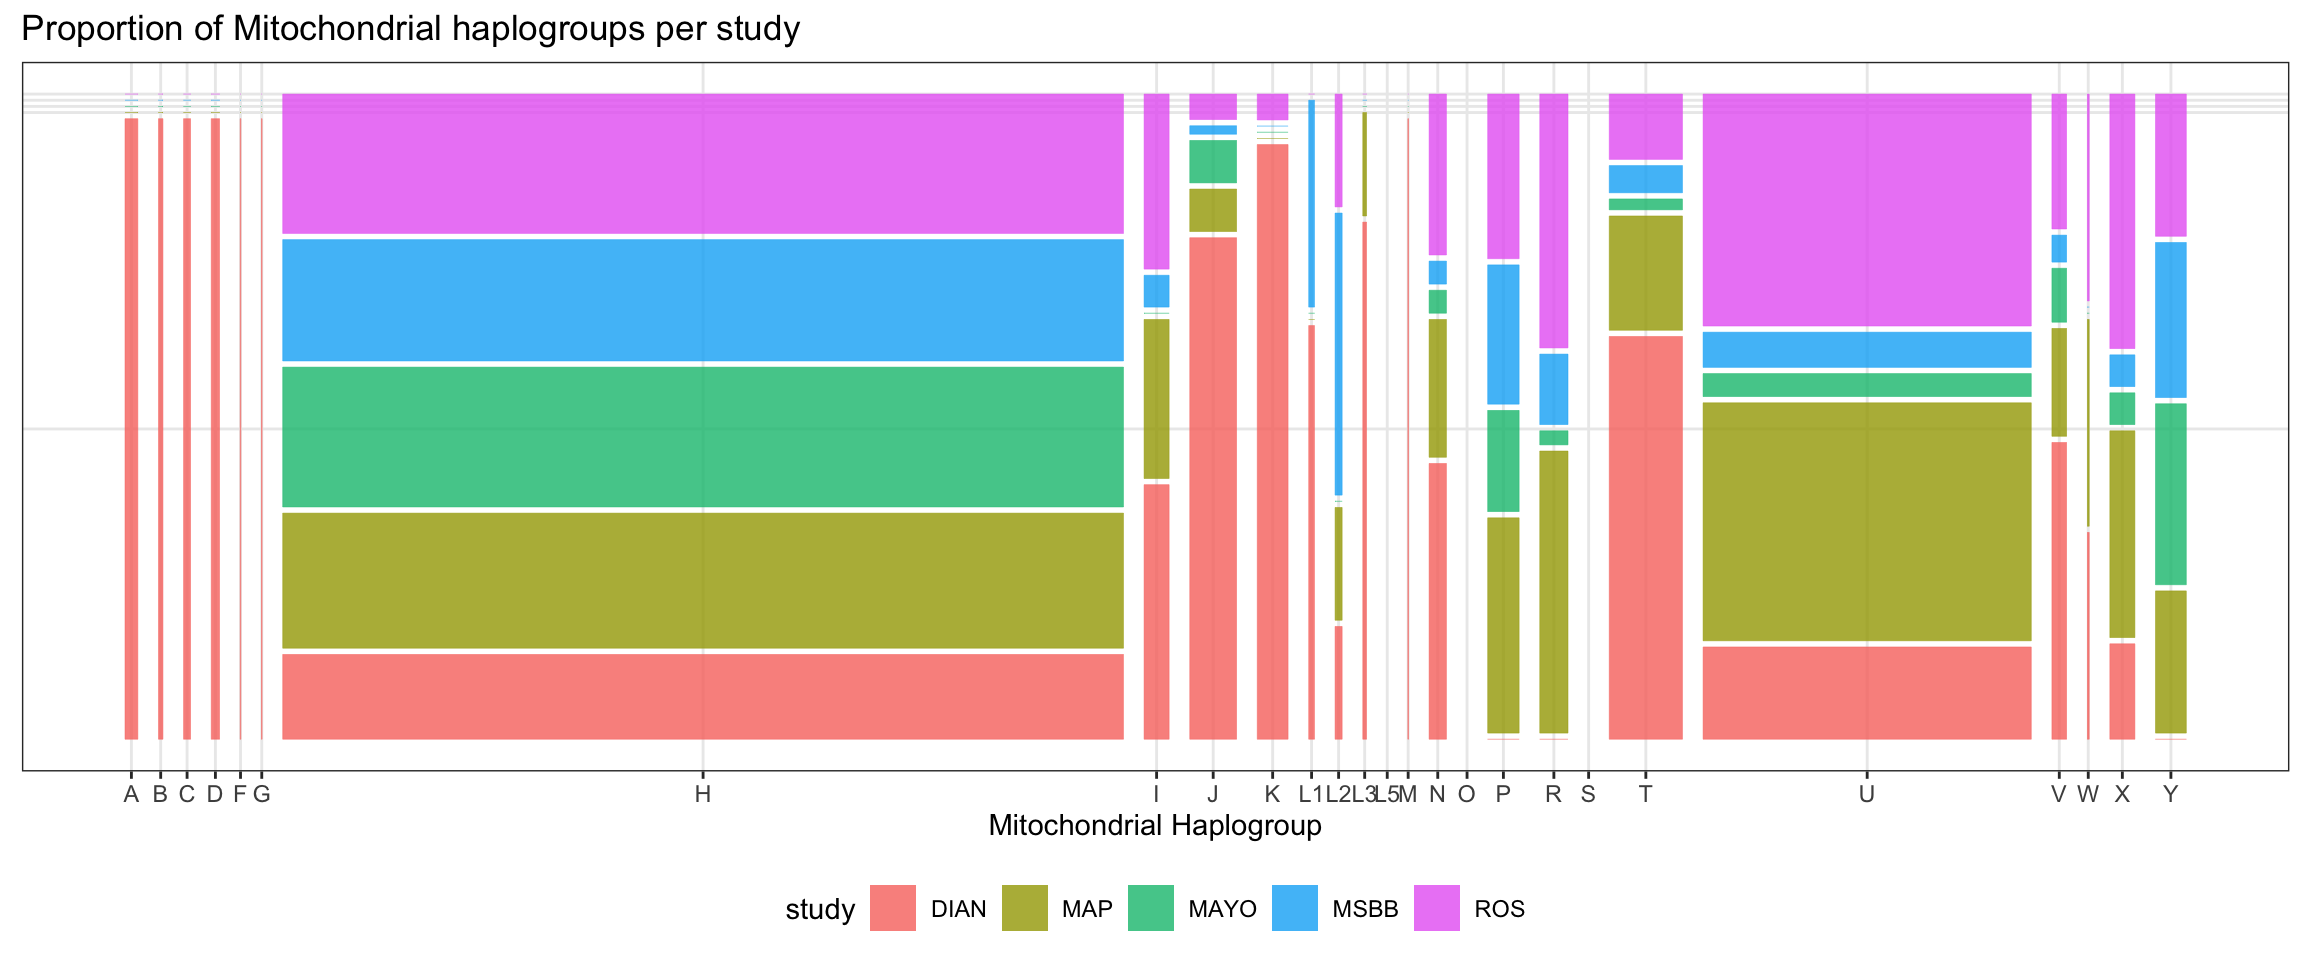 Proportion of Mitochondrial haplogroups per study
A B C D F G H I J K L1 L2 L3 L5 M N O P R S T U V W X Y
Mitochondrial Haplogroup
study DIAN MAP MAYO MSBB ROS